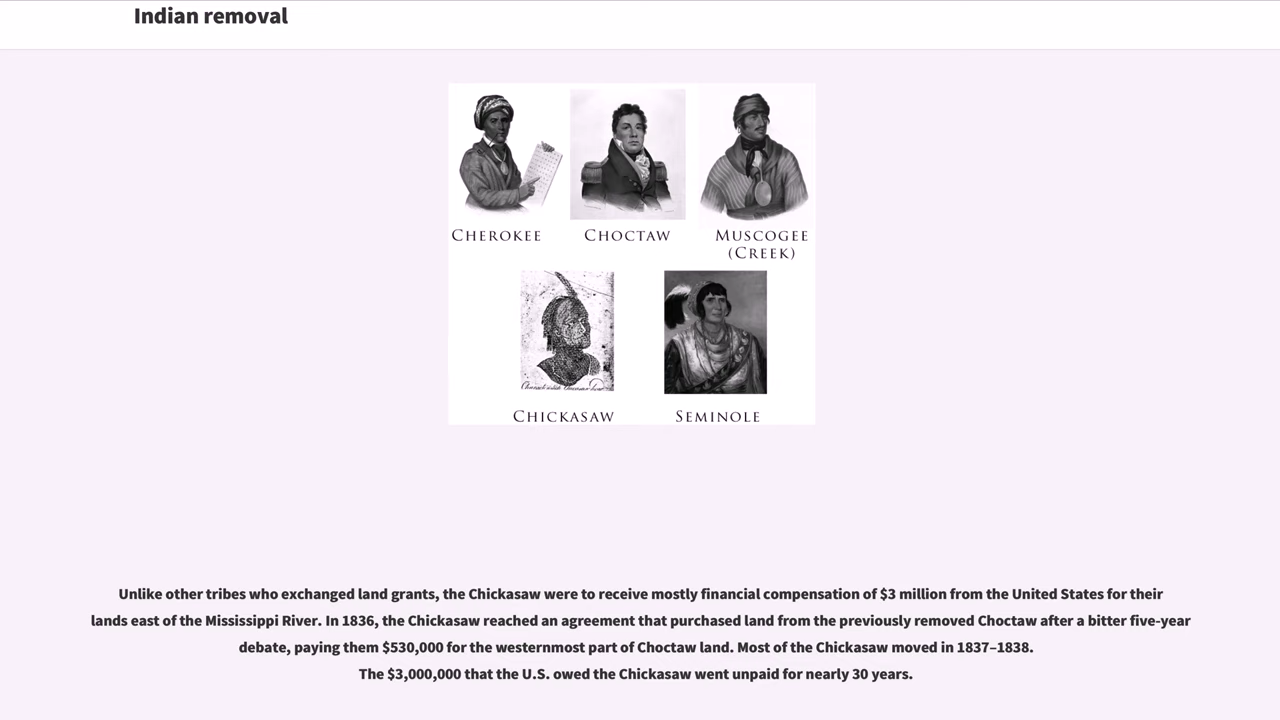 Indian removal
CHEROKEE
CHOCTAW
MUSCOGEE
(CREEK)
CHICKASAW
SEMINOLE
Unlike other tribes who exchanged land grants, the Chickasaw were to receive mostly financial compensation of $3 million from the United States for their
lands east of the Mississippi River. In 1836, the Chickasaw reached an agreement that purchased land from the previously removed Choctaw after a bitter five-year
debate, paying them $530,000 for the westernmost part of Choctaw land. Most of the Chickasaw moved in 1837–1838.
The $3,000,000 that the U.S. owed the Chickasaw went unpaid for nearly 30 years.